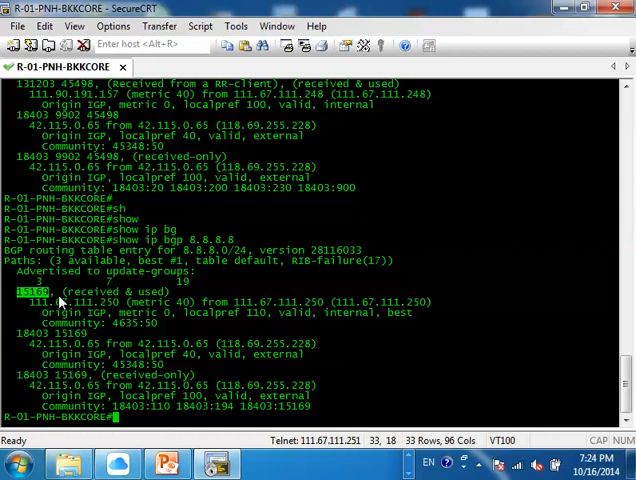 R-01-PNH-BKKCORE - SecureCRT
File Edit View Options Transfer Script Tools Window Help
Enter host <Alt+R>
R-01-PNH-BKKCORE
131203 45498, (Received from a RR-client), (received & used)
111.90.191.157 (metric 40) from 111.67.111.248 (111.67.111.248)
Origin IGP, metric 0, localpref 100, valid, internal
18403 9902 45498
42.115.0.65 from 42.115.0.65 (118.69.255.228)
Origin IGP, localpref 40, valid, external
Community: 45348:50
18403 9902 45498, (received-only)
42.115.0.65 from 42.115.0.65 (118.69.255.228)
Origin IGP, localpref 100, valid, external
Community: 18403:20 18403:200 18403:230 18403:900
R-01-PNH-BKKCORE#
R-01-PNH-BKKCORE#sh
R-01-PNH-BKKCORE#show
R-01-PNH-BKKCORE#show ip bg
R-01-PNH-BKKCORE#show ip bgp 8.8.8.8
BGP routing table entry for 8.8.8.0/24, version 28116033
Paths: (3 available, best #1, table default, RIB-failure(17))
Advertised to update-groups:
3 7 19
15169, (received & used)
111.67.111.250 (metric 40) from 111.67.111.250 (111.67.111.250)
Origin IGP, metric 0, localpref 110, valid, internal, best
Community: 4635:50
18403 15169
42.115.0.65 from 42.115.0.65 (118.69.255.228)
Origin IGP, localpref 40, valid, external
Community: 45348:50
18403 15169, (received-only)
42.115.0.65 from 42.115.0.65 (118.69.255.228)
Origin IGP, localpref 100, valid, external
Community: 18403:110 18403:194 18403:15169
R-01-PNH-BKKCORE#
Ready Telnet: 111.67.111.251 33, 18 33 Rows, 96 Cols VT100 CAP NUM
EN 7:24 PM
10/16/2014